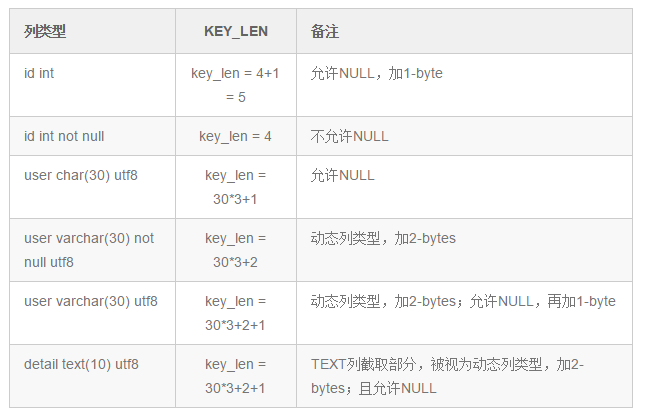 列类型 KEY_LEN 备注
id int key_len = 4+1 允许NULL，加1-byte
= 5
id int not null key_len = 4 不允许NULL
user char(30) utf8 key_len = 允许NULL
30*3+1
user varchar(30) not key_len = 动态列类型，加2-bytes
null utf8 30*3+2
user varchar(30) utf8 key_len = 动态列类型，加2-bytes；允许NULL，再加1-byte
30*3+2+1
detail text(10) utf8 key_len = TEXT列截取部分，被视为动态列类型，加2-
30*3+2+1 bytes；且允许NULL